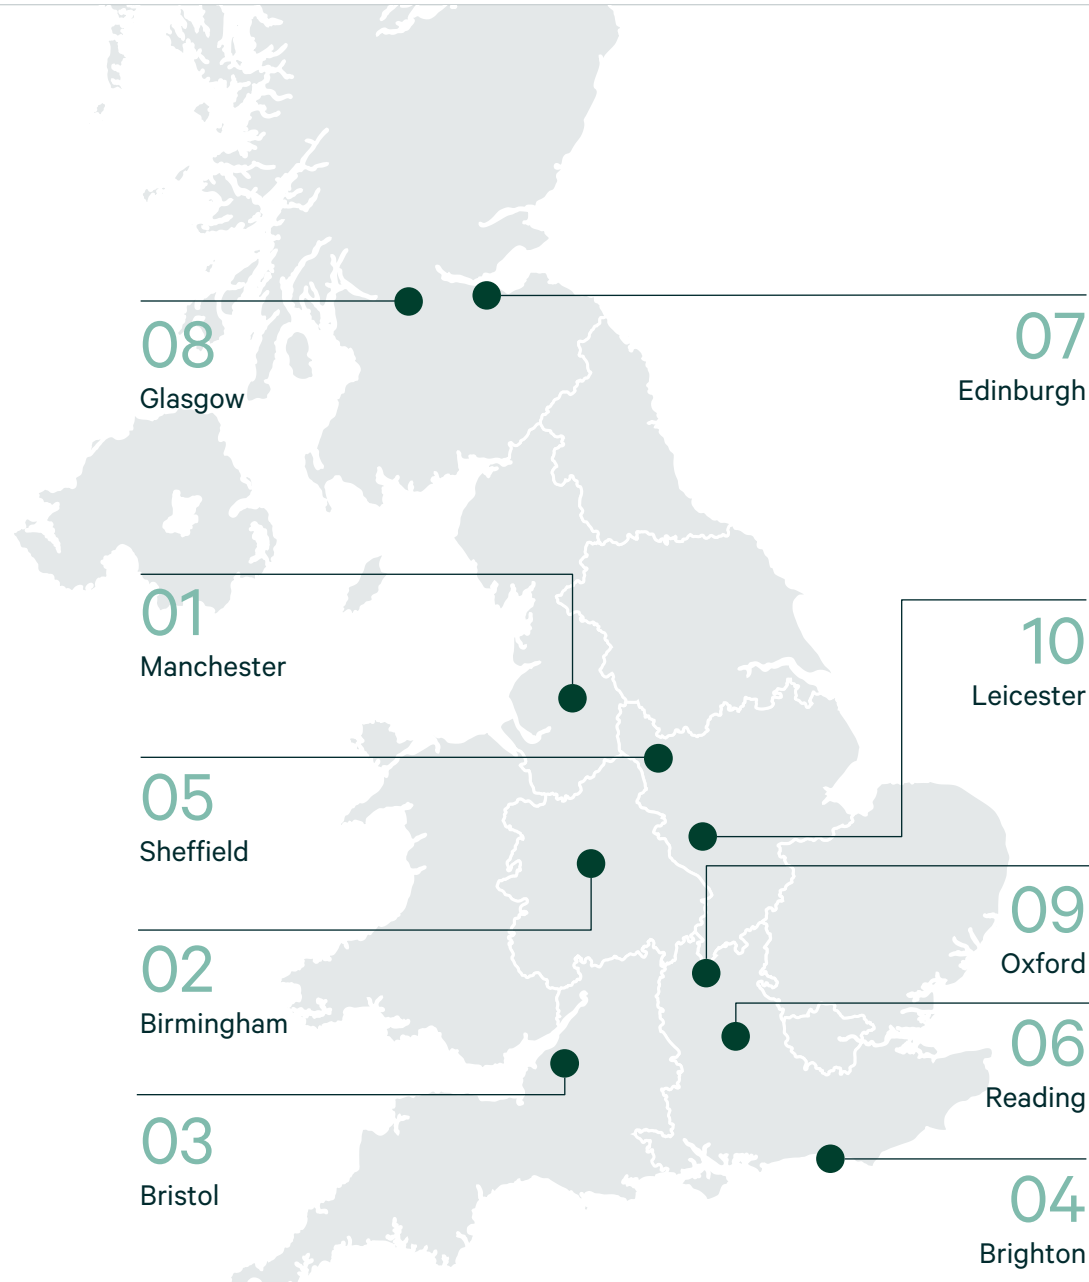 08
Glasgow
07
Edinburgh
01
Manchester
10
Leicester
05
Sheffield
09
Oxford
02
Birmingham
06
Reading
03
Bristol
04
Brighton